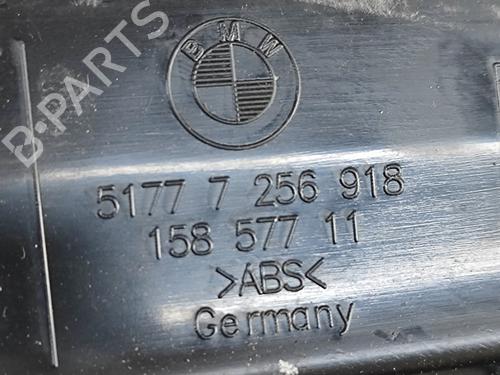 B-PARTS
BMW
5177 7 256 918
158 577 11
>ABS<
Germany